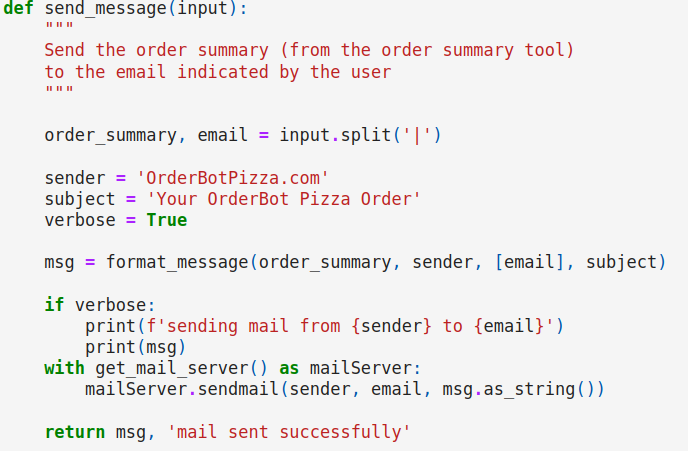 def send_message(input):
    """
    Send the order summary (from the order summary tool)
    to the email indicated by the user
    """
    order_summary, email = input.split('|')
    sender = 'OrderBotPizza.com'
    subject = 'Your OrderBot Pizza Order'
    verbose = True
    msg = format_message(order_summary, sender, [email], subject)
    if verbose:
        print(f'sending mail from {sender} to {email}')
        print(msg)
    with get_mail_server() as mailServer:
        mailServer.sendmail(sender, email, msg.as_string())
    return msg, 'mail sent successfully'